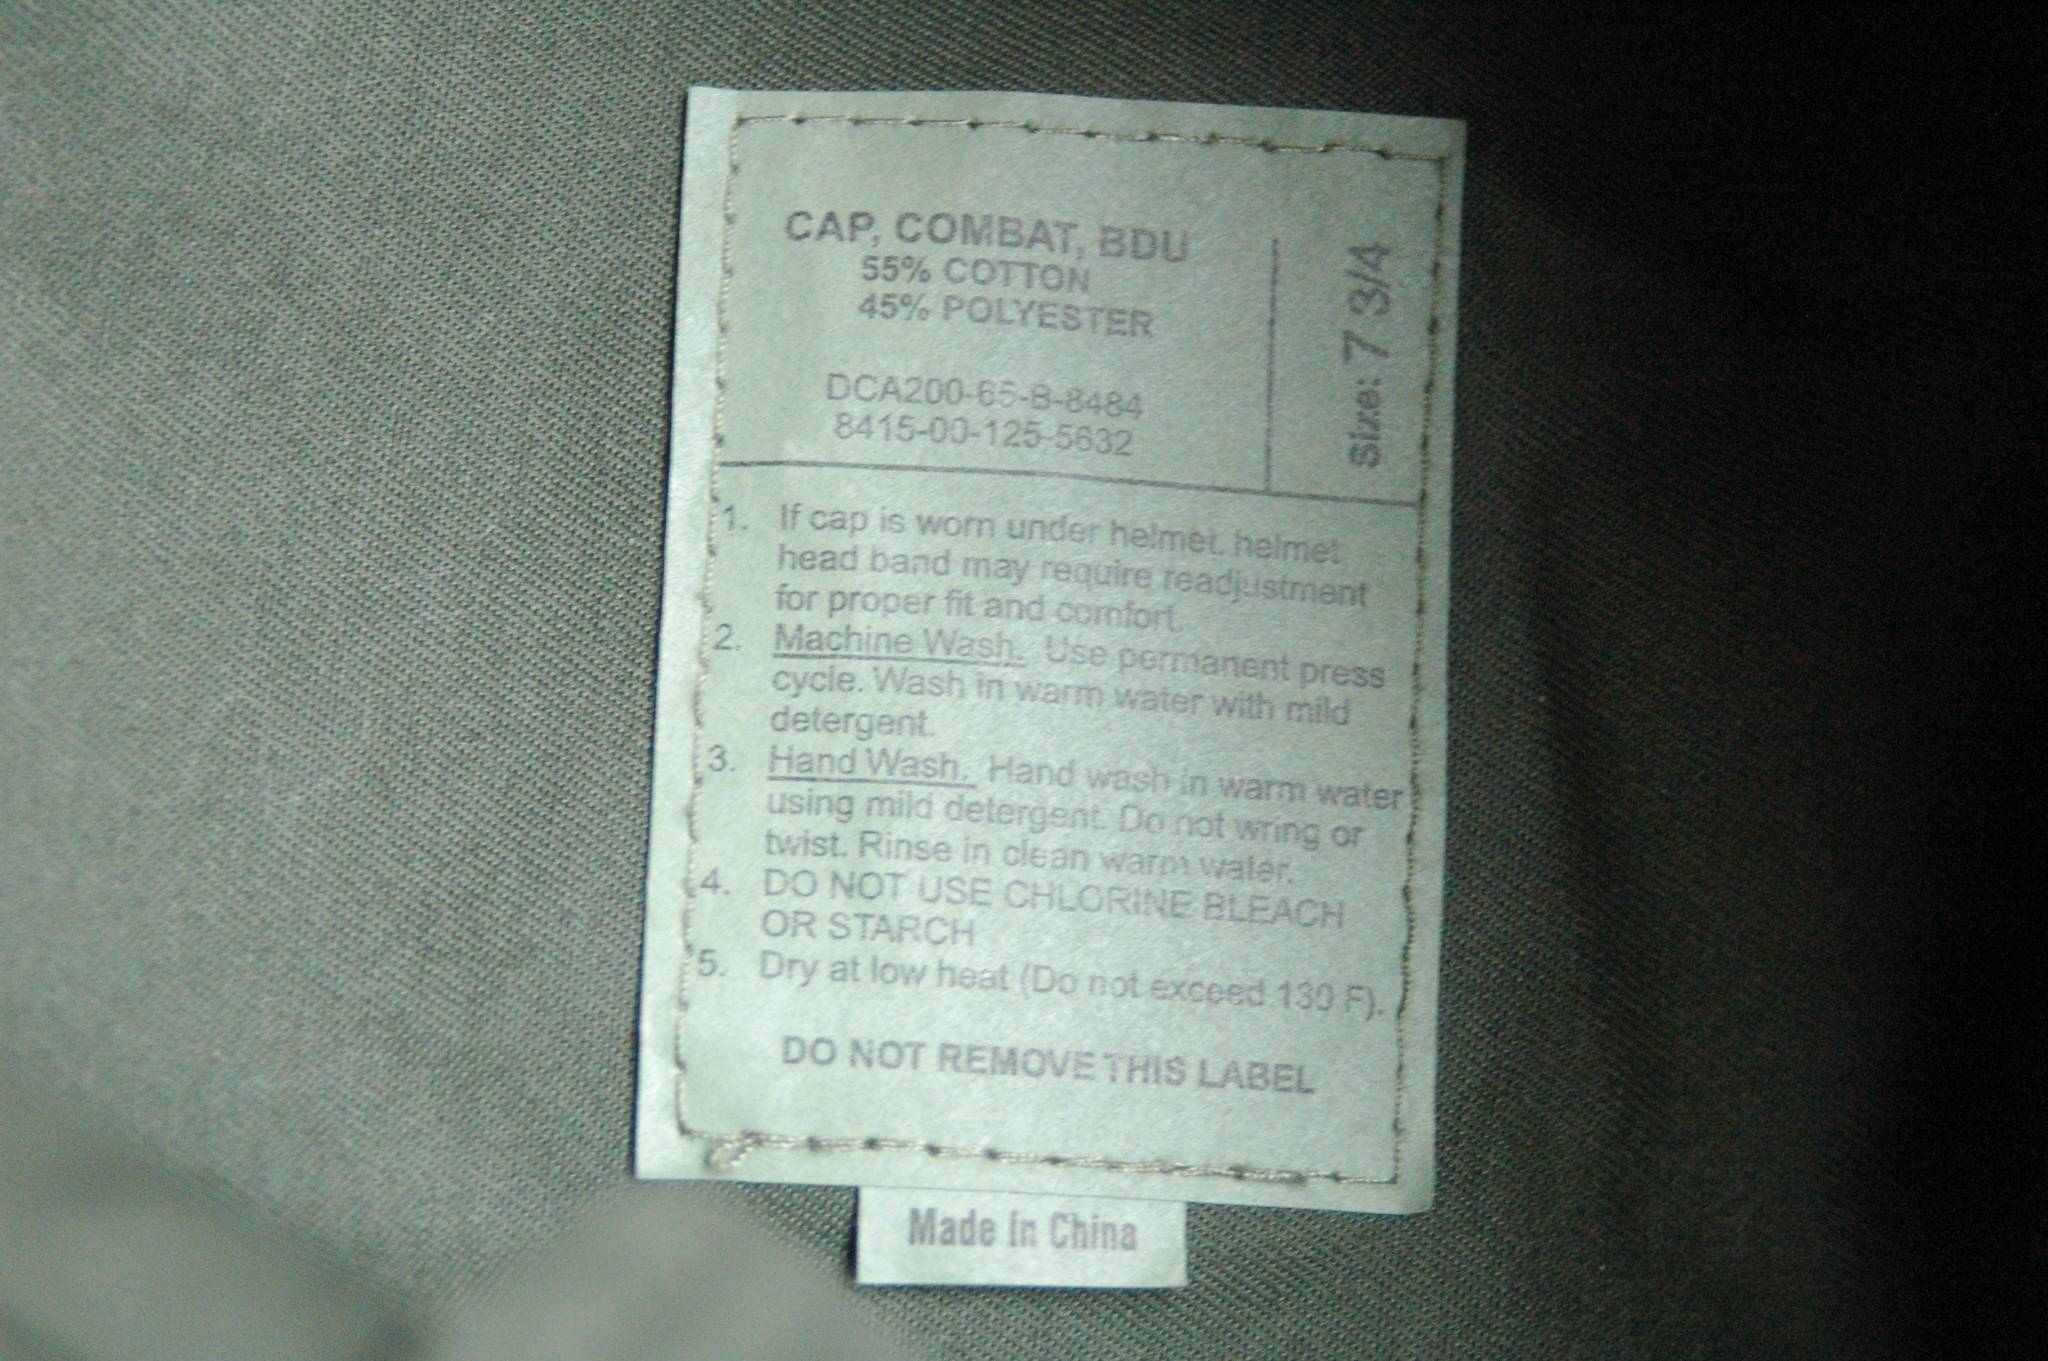 CAP, COMBAT, BDU
55% COTTON
45% POLYESTER
DCA200-65-B-8484
8415-00-125-5632
Size: 7 3/4
1. If cap is worn under helmet, helmet
head band may require readjustment
for proper fit and comfort.
2. Machine Wash. Use permanent press
cycle. Wash in warm water with mild
detergent.
3. Hand Wash. Hand wash in warm water
using mild detergent. Do not wring or
twist. Rinse in clean warm water.
4. DO NOT USE CHLORINE BLEACH
OR STARCH
5. Dry at low heat (Do not exceed 130 F).
DO NOT REMOVE THIS LABEL
Made In China